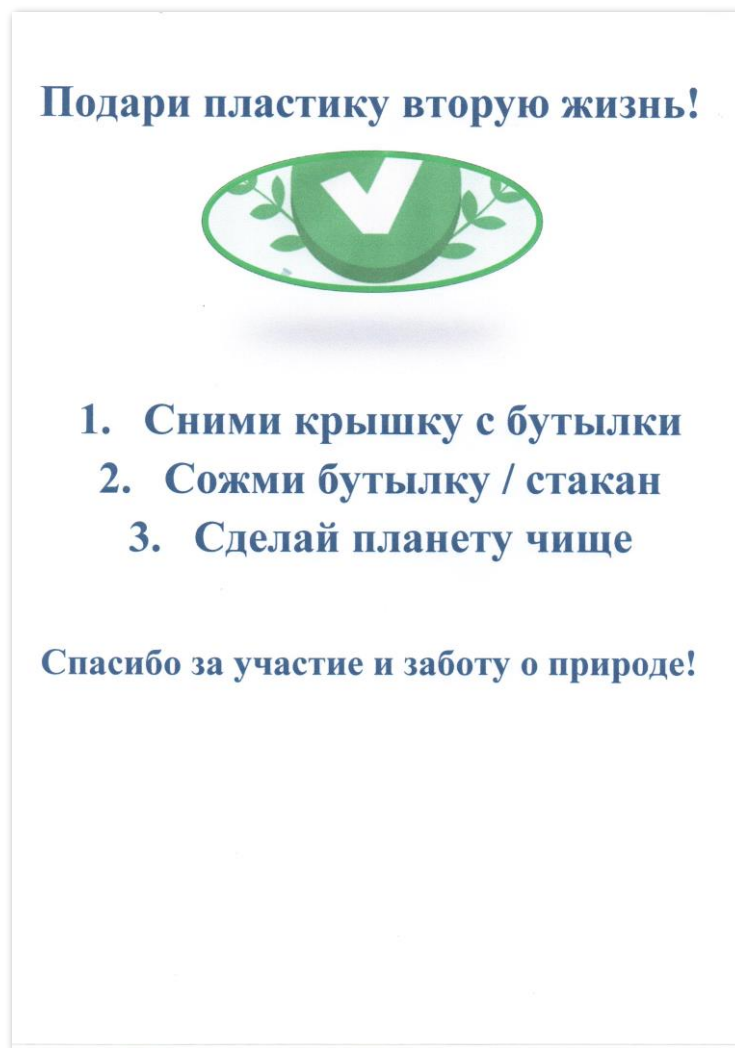 Подари пластику вторую жизнь!
1. Сними крышку с бутылки
2. Сожми бутылку / стакан
3. Сделай планету чище
Спасибо за участие и заботу о природе!